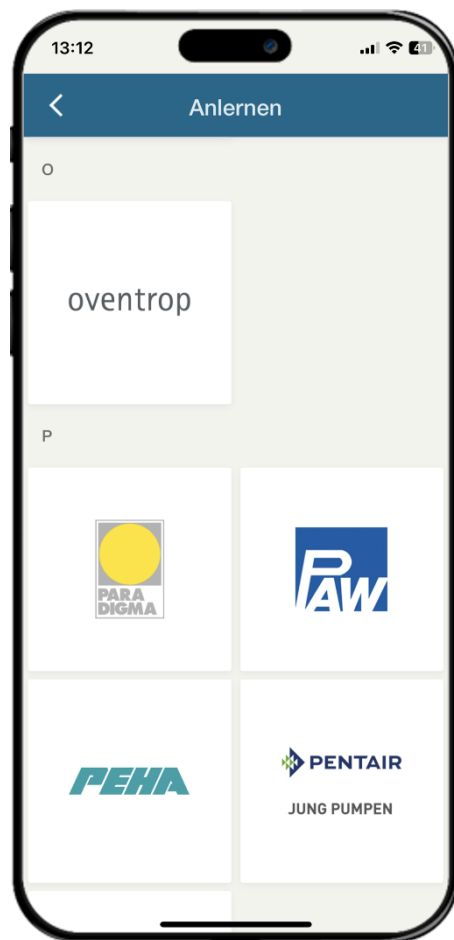 13:12
41
Anlernen
O
oventrop
P
PARA
DIGMA
PAW
PEHA
PENTAIR
JUNG PUMPEN